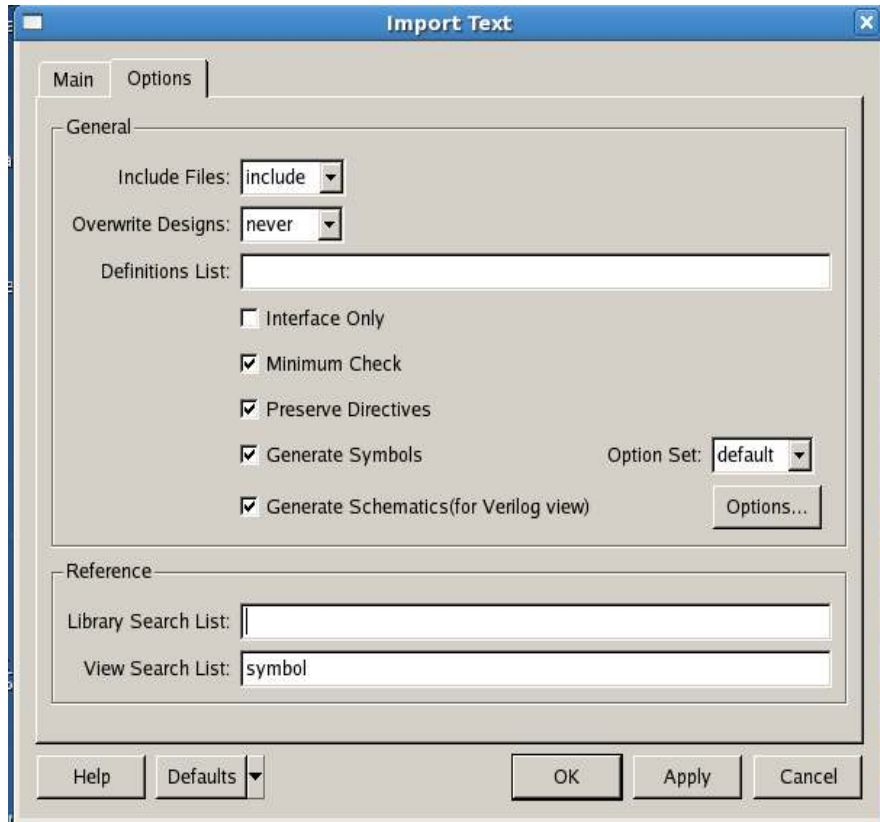 Import Text
Main Options
General
Include Files: include
Overwrite Designs: never
Definitions List:
Interface Only
Minimum Check
Preserve Directives
Generate Symbols Option Set: default
Generate Schematics(for Verilog view) Options...
Reference
Library Search List:
View Search List: symbol
Help Defaults OK Apply Cancel